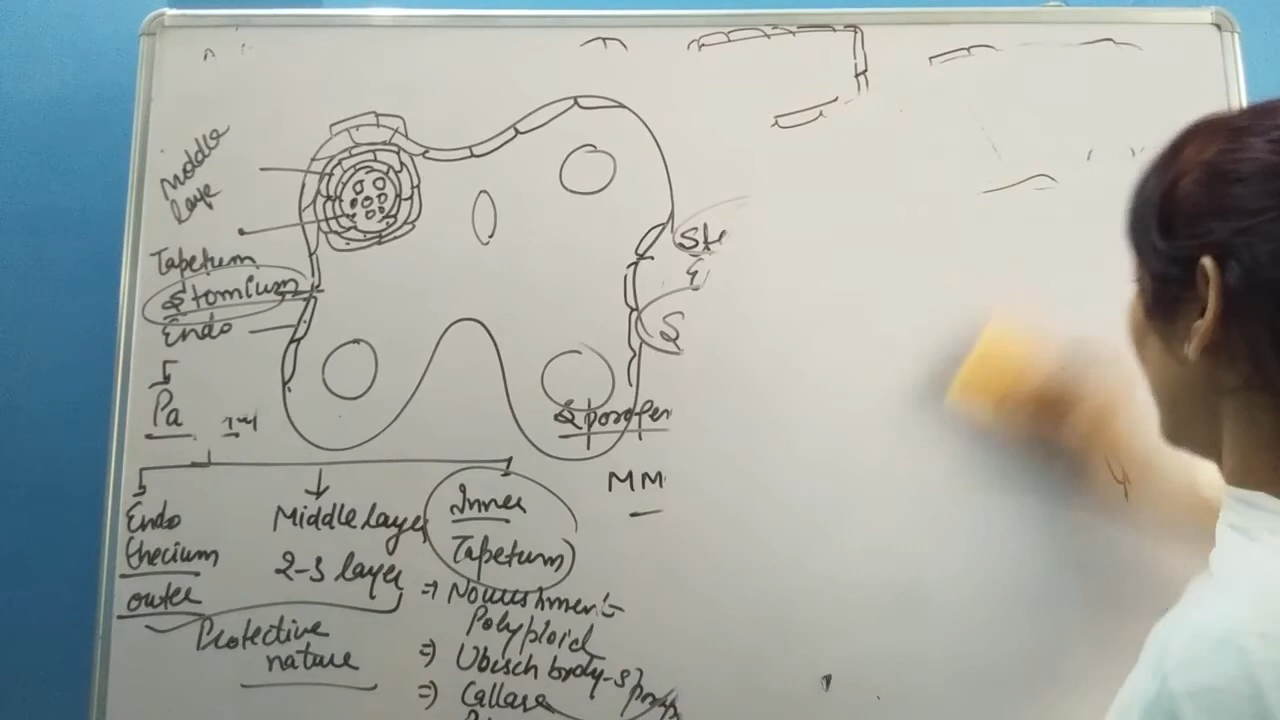 Middle
laye
Tapetum
Stomium
Endo
Pa
St
E
S
Sporogen
MM
Endo
thecium
outer
Middle layer
2-3 layer
Protective
nature
Inner
Tapetum
⇒ Nourishment
Polyploid
⇒ Ubisch body-
⇒ Callase